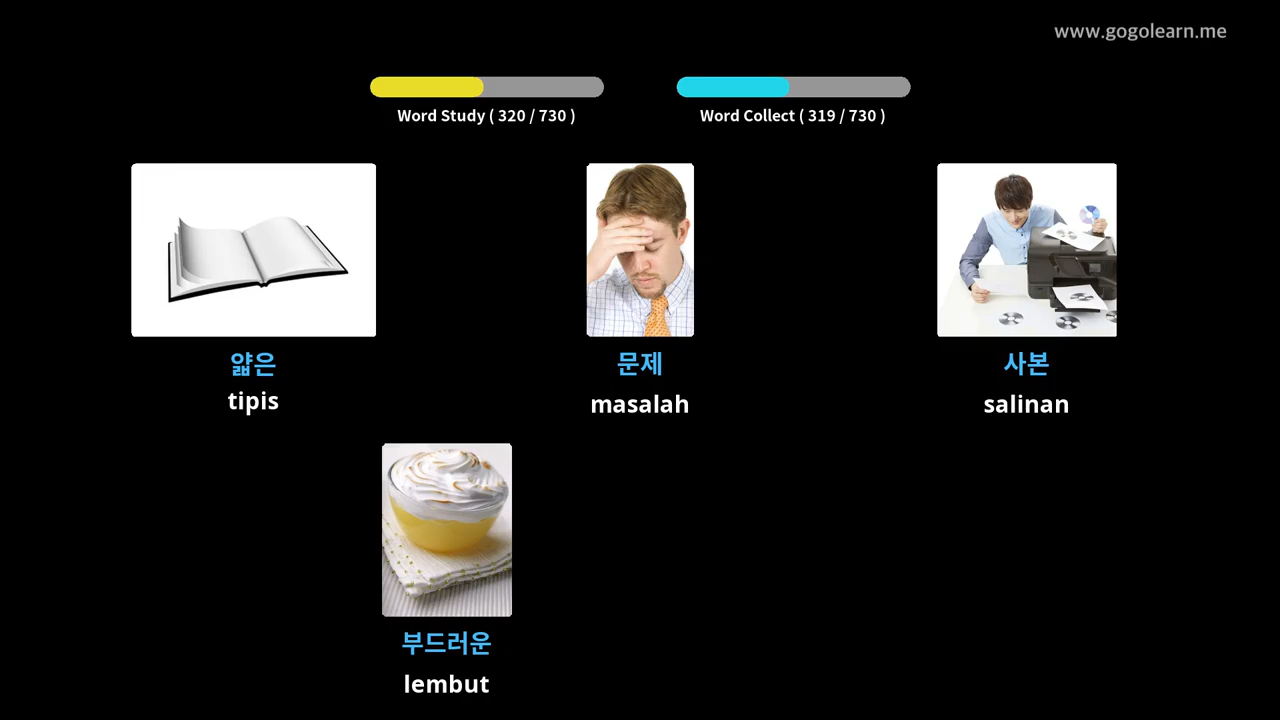 www.gogolearn.me
Word Study ( 320 / 730 )
Word Collect ( 319 / 730 )
얇은
tipis
문제
masalah
사본
salinan
부드러운
lembut